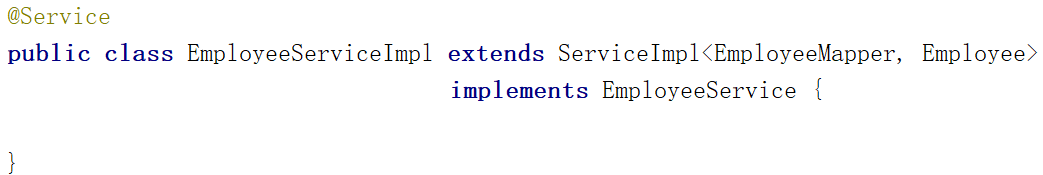 @Service
public class EmployeeServiceImpl extends ServiceImpl<EmployeeMapper, Employee>
implements EmployeeService {
}